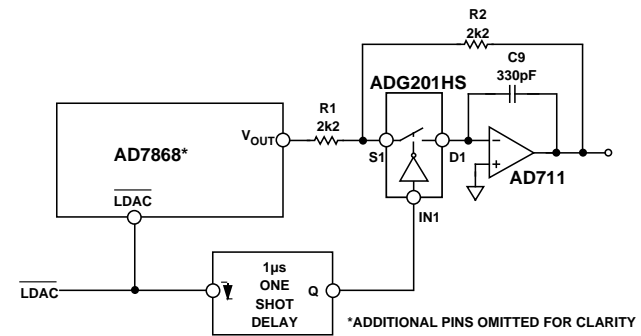 R2
2k2
C9
330pF
ADG201HS
R1
2k2
VOUT
AD7868*
S1
D1
−
+
AD711
LDAC
IN1
1µs
ONE
SHOT
DELAY
Q
LDAC
*ADDITIONAL PINS OMITTED FOR CLARITY